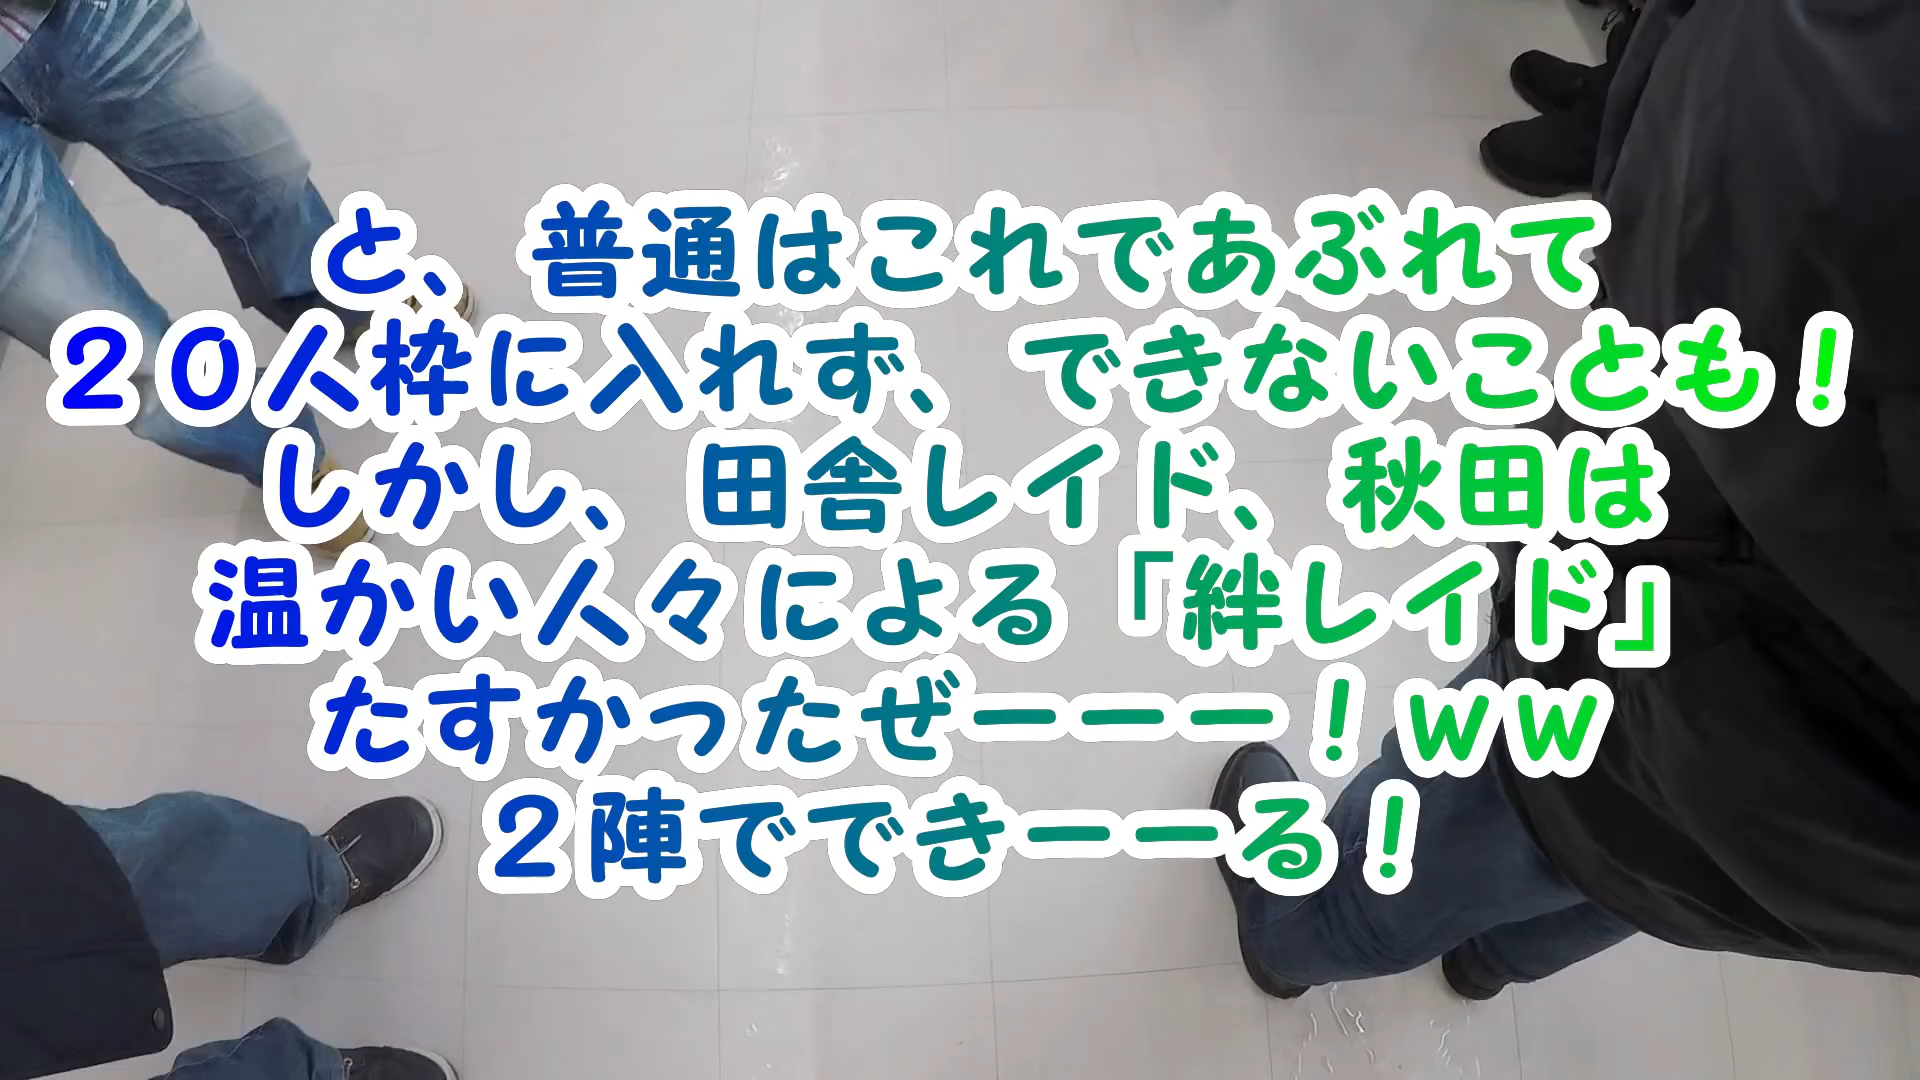 と、普通はこれであぶれて
２０人枠に入れず、できないことも！
しかし、田舎レイド、秋田は
温かい人々による「絆レイド」
たすかったぜーーー！ｗｗ
２陣でできーーる！